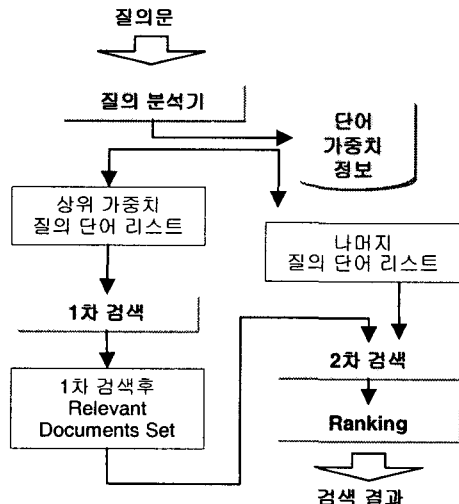 질의문
질의 분석기
단어
가중치
정보
상위 가중치
질의 단어 리스트
나머지
질의 단어 리스트
1차 검색
2차 검색
1차 검색후
Relevant
Documents Set
Ranking
검색 결과